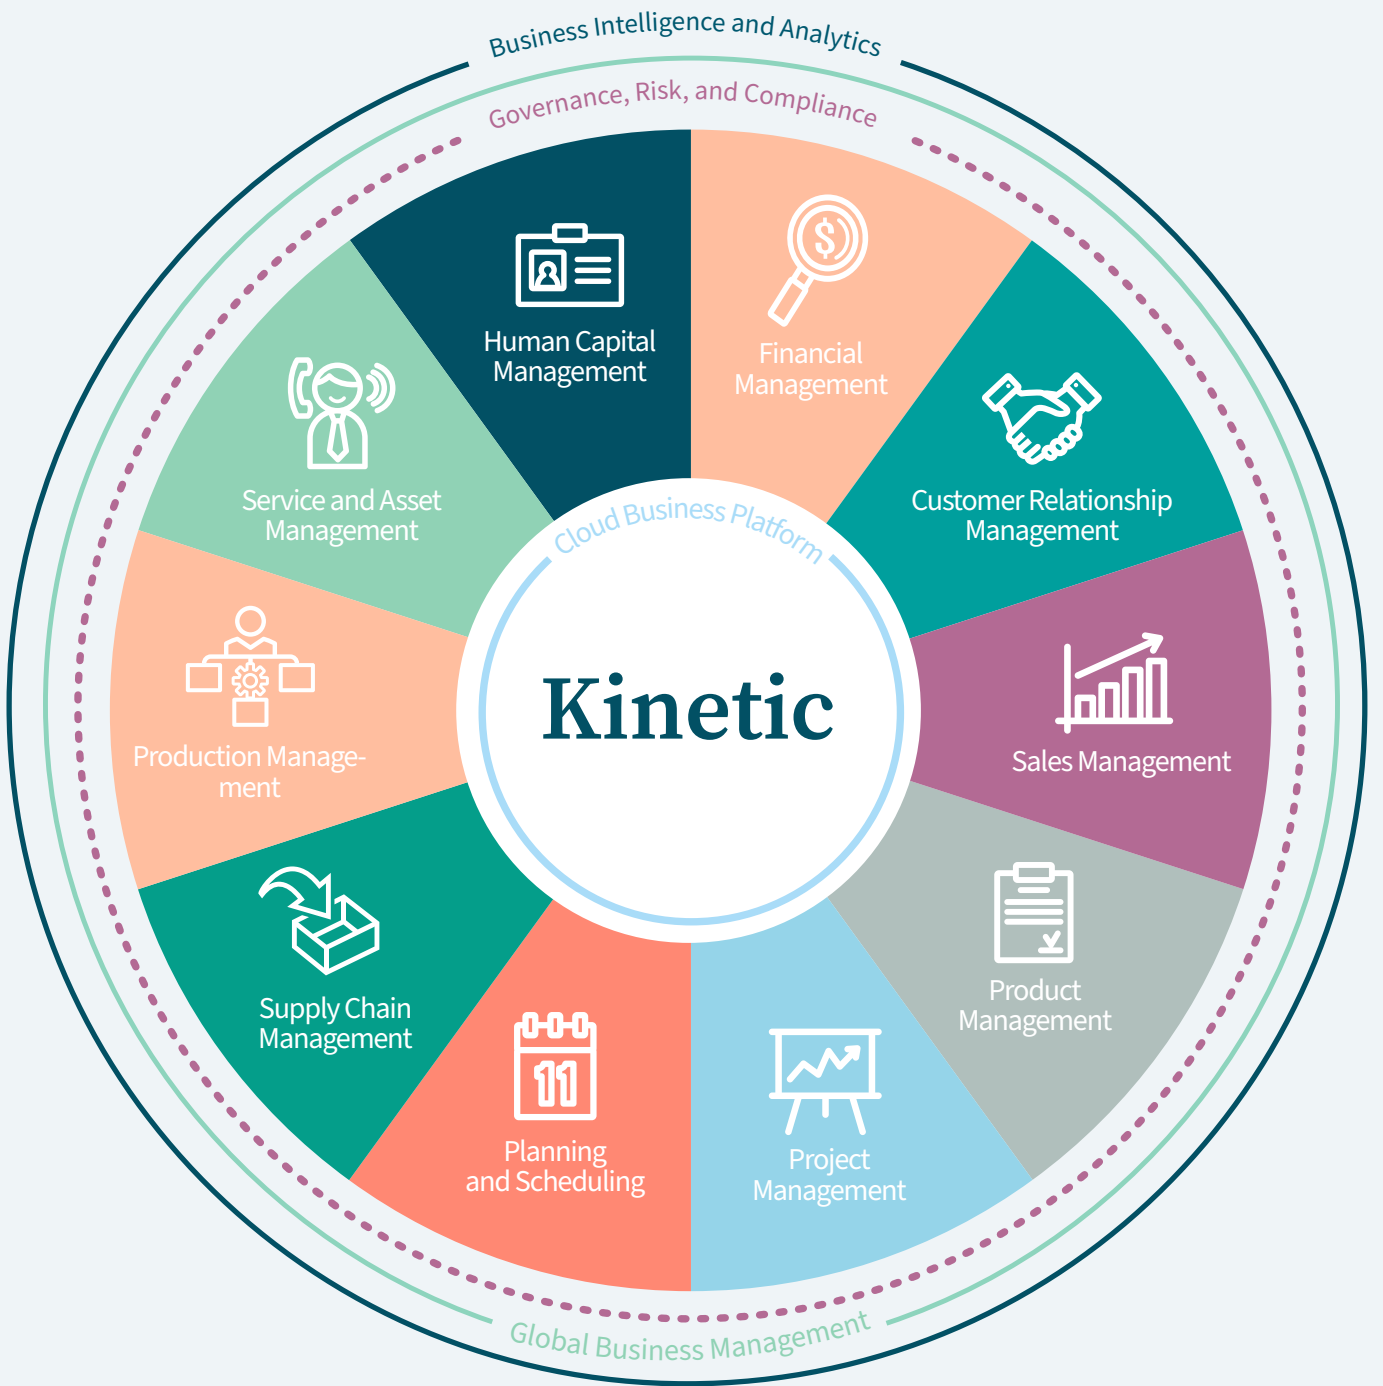 Business Intelligence and Analytics
Governance, Risk, and Compliance
Human Capital
Management
Financial
Management
Service and Asset
Management
Customer Relationship
Management
Cloud Business Platform
Kinetic
Production Manage-
ment
Sales Management
Supply Chain
Management
Product
Management
11
Planning
and Scheduling
Project
Management
Global Business Management